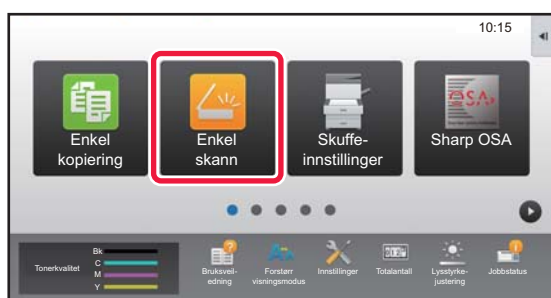 10:15
Enkel
kopiering
Enkel
skann
Skuffe-
innstillinger
OSA
Sharp OSA
Tonerkvalitet
Bk
C
M
Y
Bruksveil-
edning
Forstørr
visningsmodus
Innstillinger
Totalantall
Lysstyrke-
justering
Jobbstatus